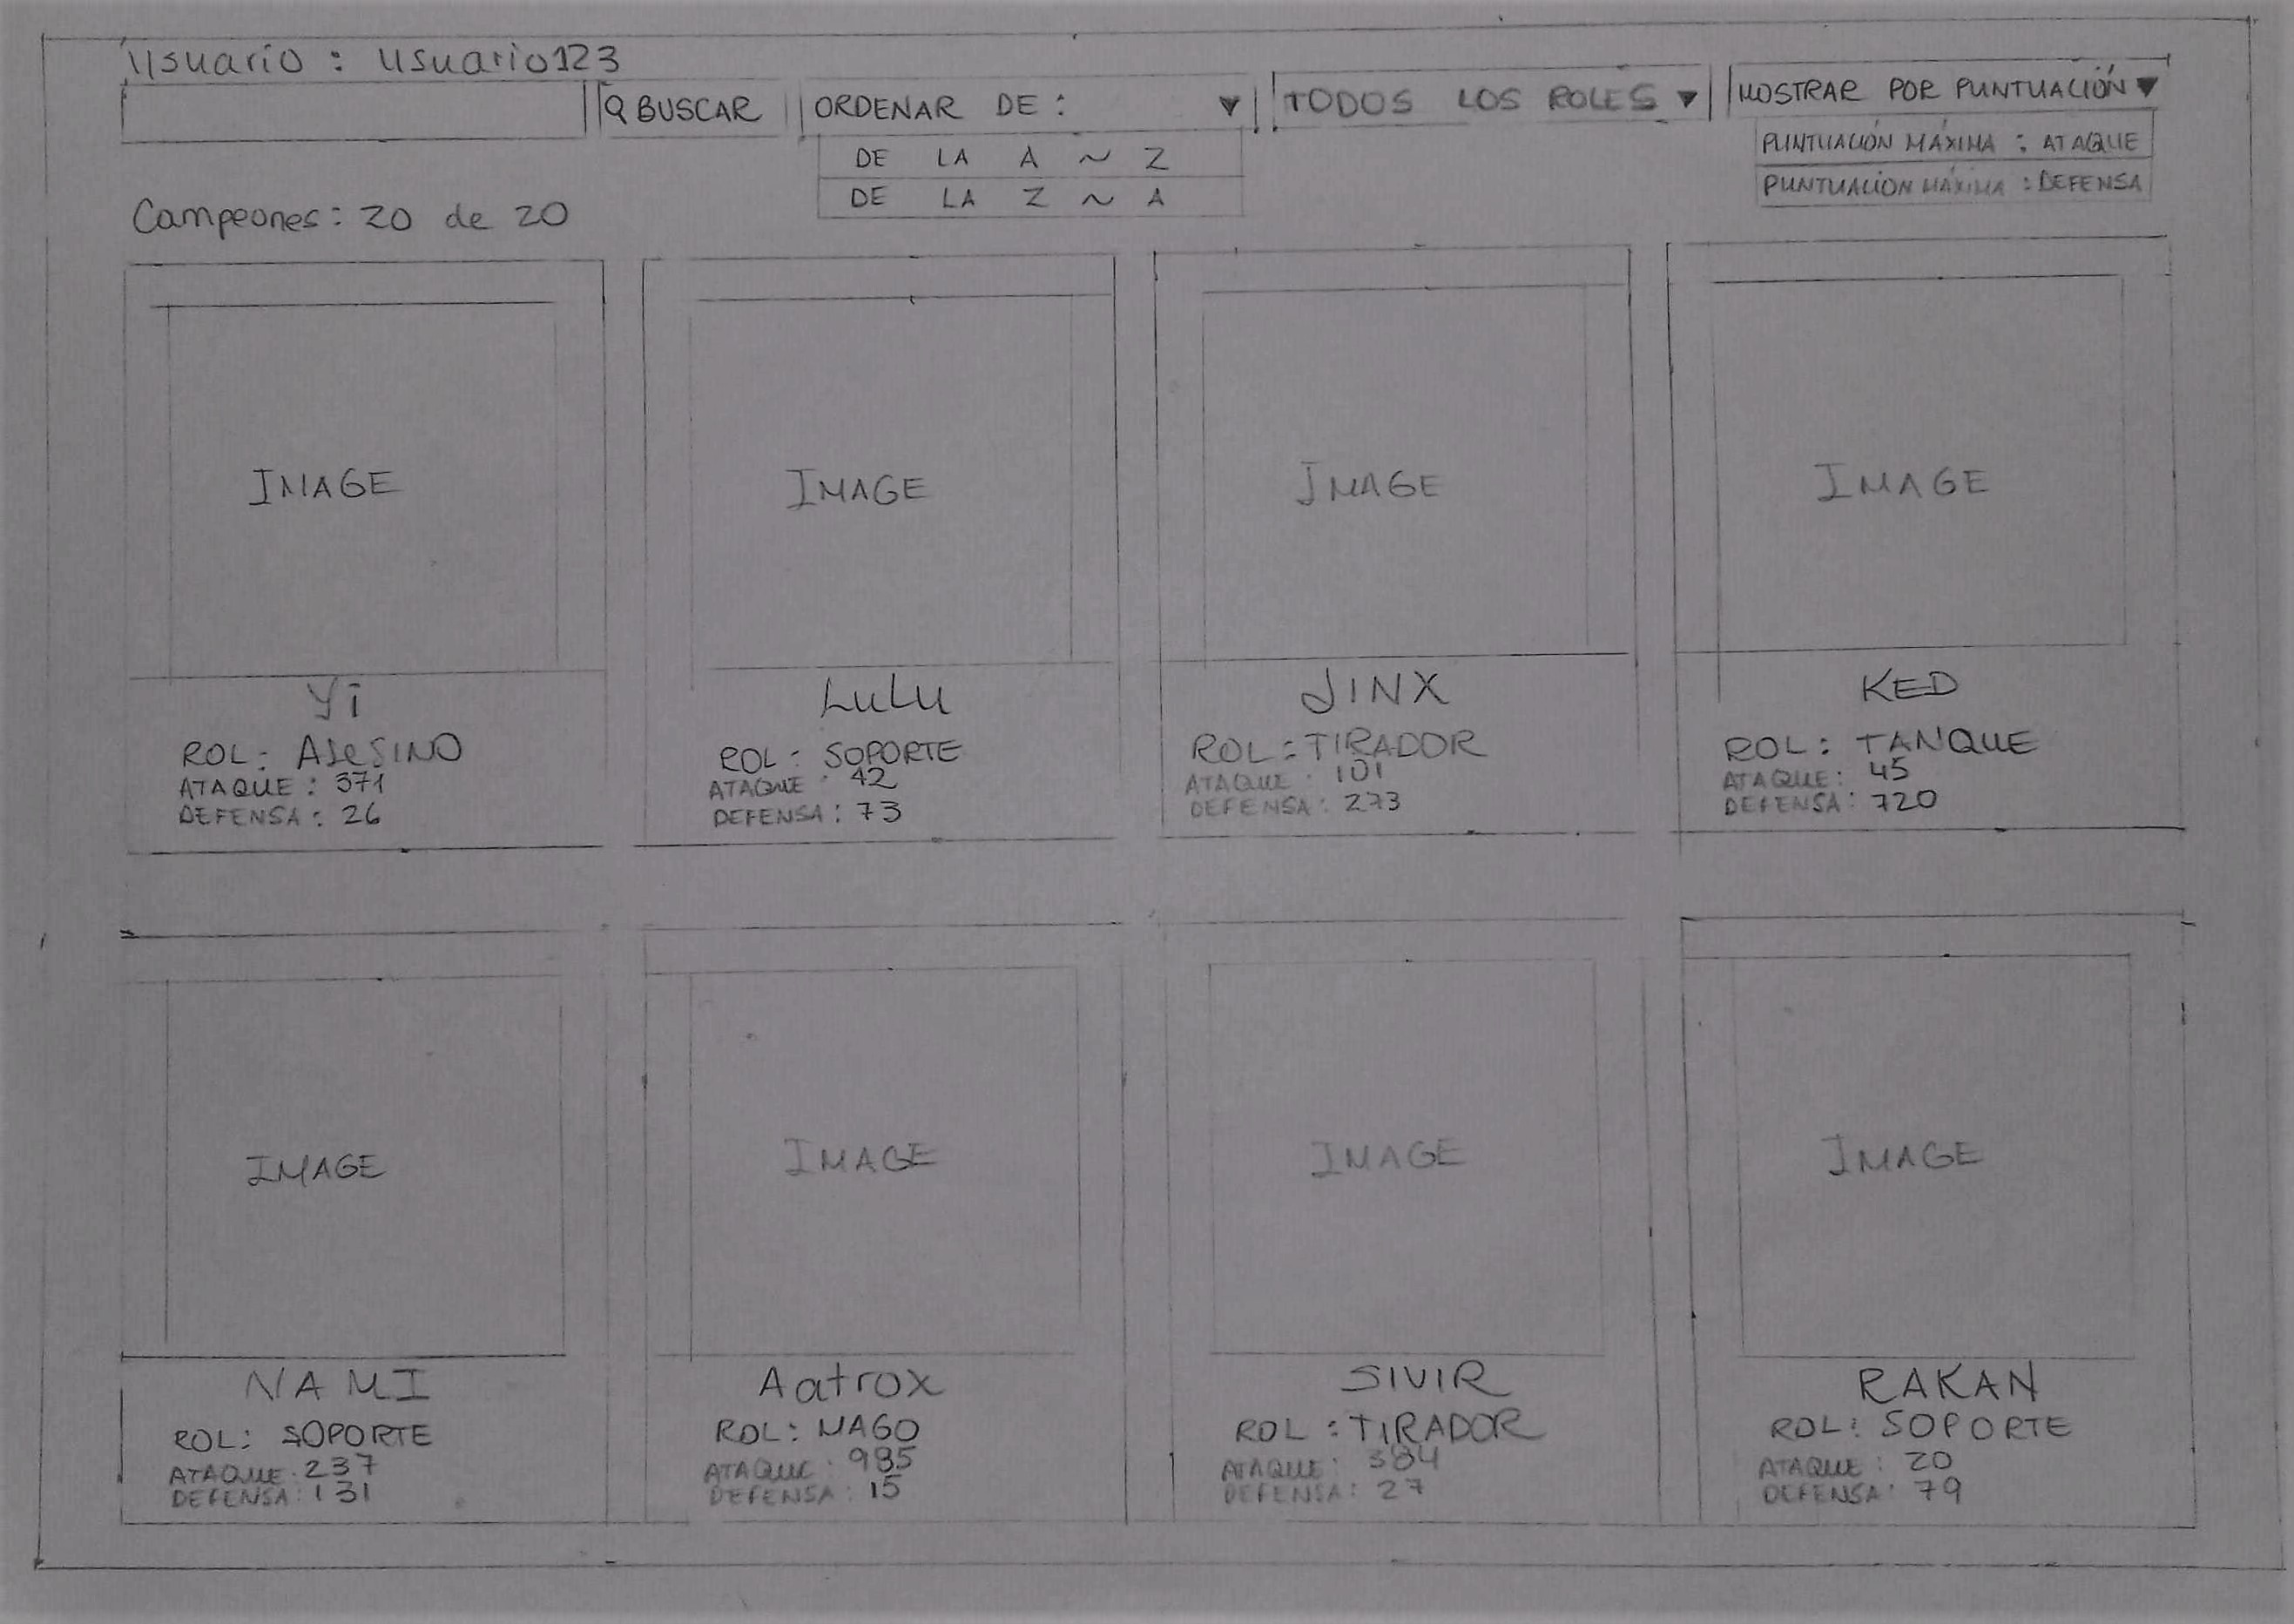 Usuario : usuario123
BUSCAR
ORDENAR DE : ▼
TODOS LOS ROLES ▼
MOSTRAR POR PUNTUACIÓN ▼
DE LA A ~ Z
DE LA Z ~ A
PUNTUACIÓN MÁXIMA : ATAQUE
PUNTUACION MÁXIMA : DEFENSA
Campeones: 20 de 20
IMAGE
IMAGE
IMAGE
IMAGE
Yi
ROL: ASESINO
ATAQUE : 371
DEFENSA : 26
LuLu
ROL: SOPORTE
ATAQUE : 42
DEFENSA : 73
JINX
ROL: TIRADOR
ATAQUE : 101
DEFENSA : 273
KED
ROL: TANQUE
ATAQUE: 45
DEFENSA: 720
IMAGE
IMAGE
IMAGE
IMAGE
NAMI
ROL: SOPORTE
ATAQUE: 237
DEFENSA: 131
Aatrox
ROL: MAGO
ATAQUE: 985
DEFENSA: 15
SIVIR
ROL: TIRADOR
ATAQUE: 384
DEFENSA: 27
RAKAN
ROL: SOPORTE
ATAQUE: 20
DEFENSA: 79